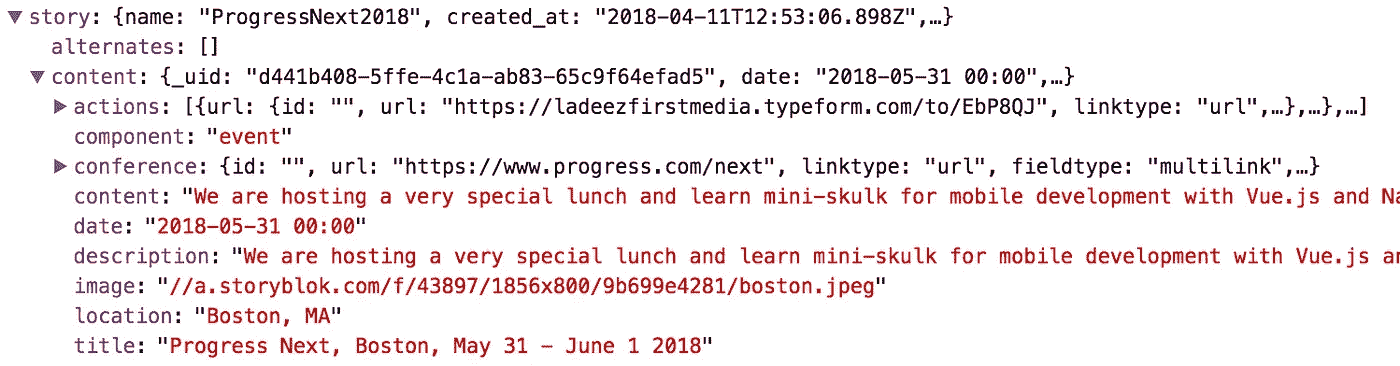 ▼ story: {name: "ProgressNext2018", created_at: "2018-04-11T12:53:06.898Z",…}
alternates: []
▼ content: {_uid: "d441b408-5ffe-4c1a-ab83-65c9f64efad5", date: "2018-05-31 00:00",…}
▶ actions: [{url: {id: "", url: "https://ladeezfirstmedia.typeform.com/to/EbP8QJ", linktype: "url",…},…},…]
component: "event"
▶ conference: {id: "", url: "https://www.progress.com/next", linktype: "url", fieldtype: "multilink",…}
content: "We are hosting a very special lunch and learn mini-skulk for mobile development with Vue.js and Na
date: "2018-05-31 00:00"
description: "We are hosting a very special lunch and learn mini-skulk for mobile development with Vue.js ar
image: "//a.storyblok.com/f/43897/1856x800/9b699e4281/boston.jpeg"
location: "Boston, MA"
title: "Progress Next, Boston, May 31 - June 1 2018"